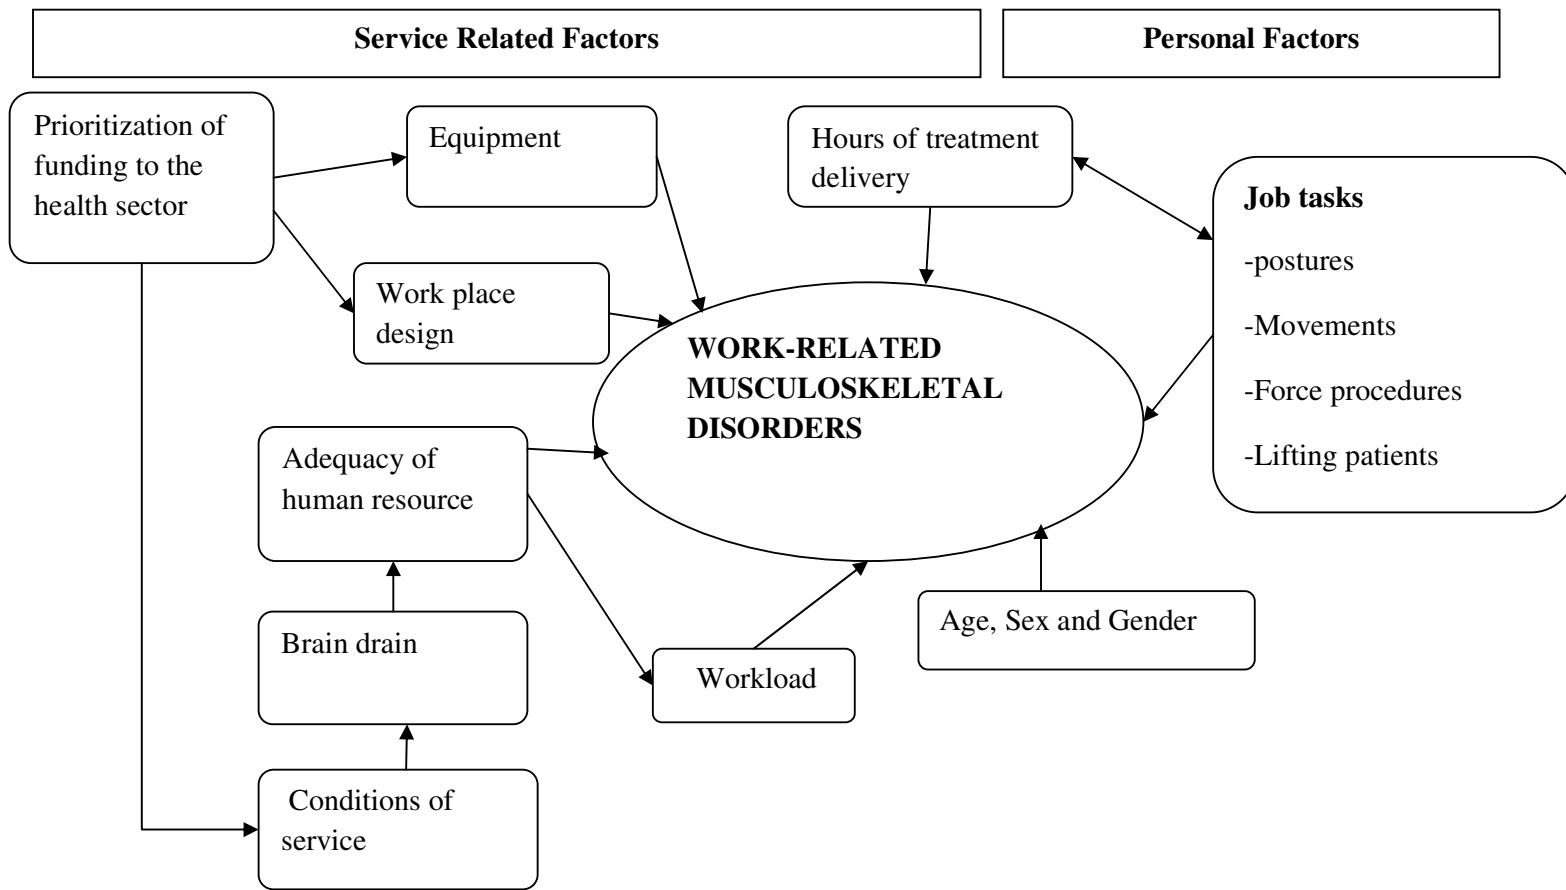 Service Related Factors
Personal Factors
Prioritization of
funding to the
health sector
Equipment
Hours of treatment
delivery
Job tasks
-postures
-Movements
-Force procedures
-Lifting patients
Work place
design
WORK-RELATED
MUSCULOSKELETAL
DISORDERS
Adequacy of
human resource
Brain drain
Workload
Age, Sex and Gender
Conditions of
service